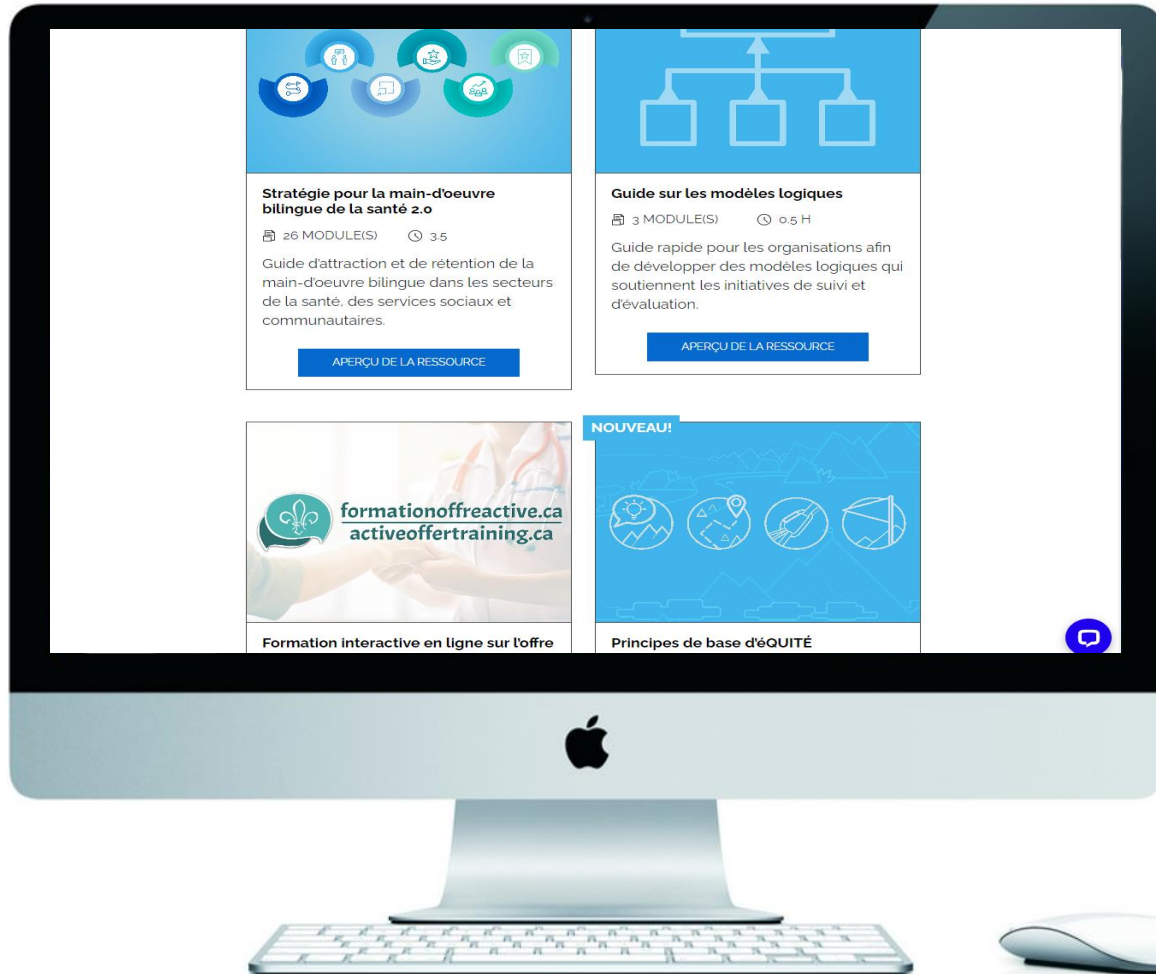 Stratégie pour la main-d'oeuvre
bilingue de la santé 2.0
26 MODULE(S) 3.5
Guide d'attraction et de rétention de la
main-d'oeuvre bilingue dans les secteurs
de la santé, des services sociaux et
communautaires.
APERÇU DE LA RESSOURCE
Guide sur les modèles logiques
3 MODULE(S) 0.5 H
Guide rapide pour les organisations afin
de développer des modèles logiques qui
soutiennent les initiatives de suivi et
d'évaluation.
APERÇU DE LA RESSOURCE
formationoffreactive.ca
activeoffertraining.ca
Formation interactive en ligne sur l'offre
NOUVEAU!
Principes de base d'éQUITÉ